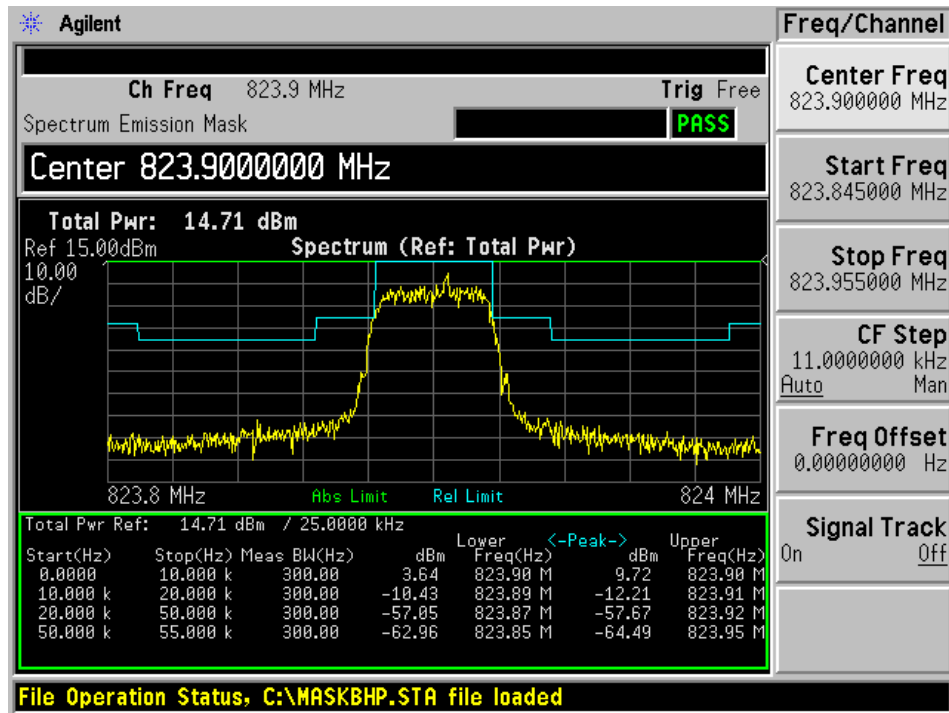 Agilent
Freq/Channel
Ch Freq 823.9 MHz Trig Free
Spectrum Emission Mask PASS
Center 823.9000000 MHz
Total Pwr: 14.71 dBm
Ref 15.00dBm Spectrum (Ref: Total Pwr)
10.00
dB/
823.8 MHz Abs Limit Rel Limit 824 MHz
Total Pwr Ref: 14.71 dBm / 25.0000 kHz
Lower <-Peak-> Upper
Start(Hz) Stop(Hz) Meas BW(Hz) dBm Freq(Hz) dBm Freq(Hz)
0.0000 10.000 k 300.00 3.64 823.90 M 9.72 823.90 M
10.000 k 20.000 k 300.00 -10.43 823.89 M -12.21 823.91 M
20.000 k 50.000 k 300.00 -57.05 823.87 M -57.67 823.92 M
50.000 k 55.000 k 300.00 -62.96 823.85 M -64.49 823.95 M
File Operation Status, C:\MASKBHP.STA file loaded
Center Freq
823.900000 MHz
Start Freq
823.845000 MHz
Stop Freq
823.955000 MHz
CF Step
11.0000000 kHz
Auto Man
Freq Offset
0.00000000 Hz
Signal Track
On Off